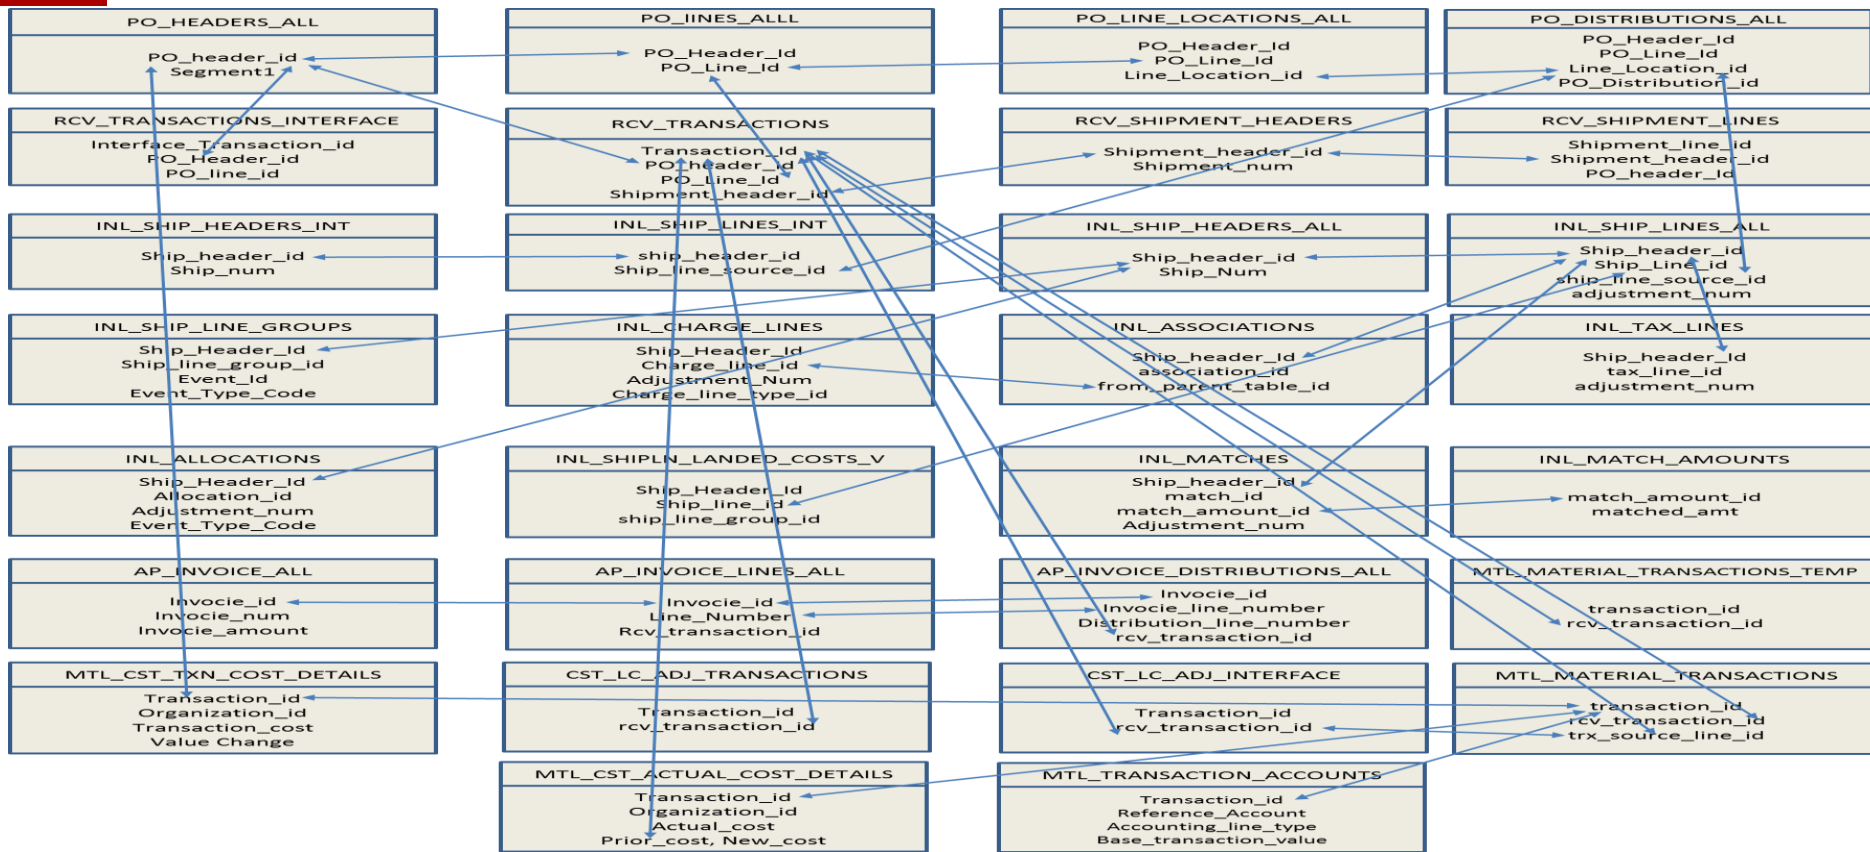 PO_HEADERS_ALL
PO_header_id
Segment1
PO_lINES_ALLL
PO_Header_Id
PO_Line_Id
PO_LINE_LOCATIONS_ALL
PO_Header_Id
PO_Line_Id
Line_Location_id
PO_DISTRIBUTIONS_ALL
PO_Header_Id
PO_Line_Id
Line_Location_id
PO_Distribution_id
RCV_TRANSACTIONS_INTERFACE
Interface_Transaction_id
PO_Header_id
PO_line_id
RCV_TRANSACTIONS
Transaction_Id
PO_header_id
PO_Line_Id
Shipment_header_id
RCV_SHIPMENT_HEADERS
Shipment_header_id
Shipment_num
RCV_SHIPMENT_LINES
Shipment_line_id
Shipment_header_id
PO_header_Id
INL_SHIP_HEADERS_INT
Ship_header_id
Ship_num
INL_SHIP_LINES_INT
ship_header_id
Ship_line_source_id
INL_SHIP_HEADERS_ALL
Ship_header_id
Ship_Num
INL_SHIP_LINES_ALL
Ship_header_id
Ship_Line_id
ship_line_source_id
adjustment_num
INL_SHIP_LINE_GROUPS
Ship_Header_Id
Ship_line_group_id
Event_Id
Event_Type_Code
INL_CHARGE_LINES
Ship_Header_Id
Charge_line_id
Adjustment_Num
Charge_line_type_id
INL_ASSOCIATIONS
Ship_header_Id
association_id
from_parent_table_id
INL_TAX_LINES
Ship_header_Id
tax_line_id
adjustment_num
INL_ALLOCATIONS
Ship_Header_Id
Allocation_id
Adjustment_num
Event_Type_Code
INL_SHIPLN_LANDED_COSTS_V
Ship_Header_Id
Ship_line_id
ship_line_group_id
INL_MATCHES
Ship_header_id
match_id
match_amount_id
Adjustment_num
INL_MATCH_AMOUNTS
match_amount_id
matched_amt
AP_INVOICE_ALL
Invocie_id
Invocie_num
Invocie_amount
AP_INVOICE_LINES_ALL
Invocie_id
Line_Number
Rcv_transaction_id
AP_INVOICE_DISTRIBUTIONS_ALL
Invocie_id
Invocie_line_number
Distribution_line_number
rcv_transaction_id
MTL_MATERIAL_TRANSACTIONS_TEMP
transaction_id
rcv_transaction_id
MTL_CST_TXN_COST_DETAILS
Transaction_id
Organization_id
Transaction_cost
Value Change
CST_LC_ADJ_TRANSACTIONS
Transaction_id
rcv_transaction_id
CST_LC_ADJ_INTERFACE
Transaction_id
rcv_transaction_id
MTL_MATERIAL_TRANSACTIONS
transaction_id
rcv_transaction_id
trx_source_line_id
MTL_CST_ACTUAL_COST_DETAILS
Transaction_id
Organization_id
Actual_cost
Prior_cost, New_cost
MTL_TRANSACTION_ACCOUNTS
Transaction_id
Reference_Account
Accounting_line_type
Base_transaction_value